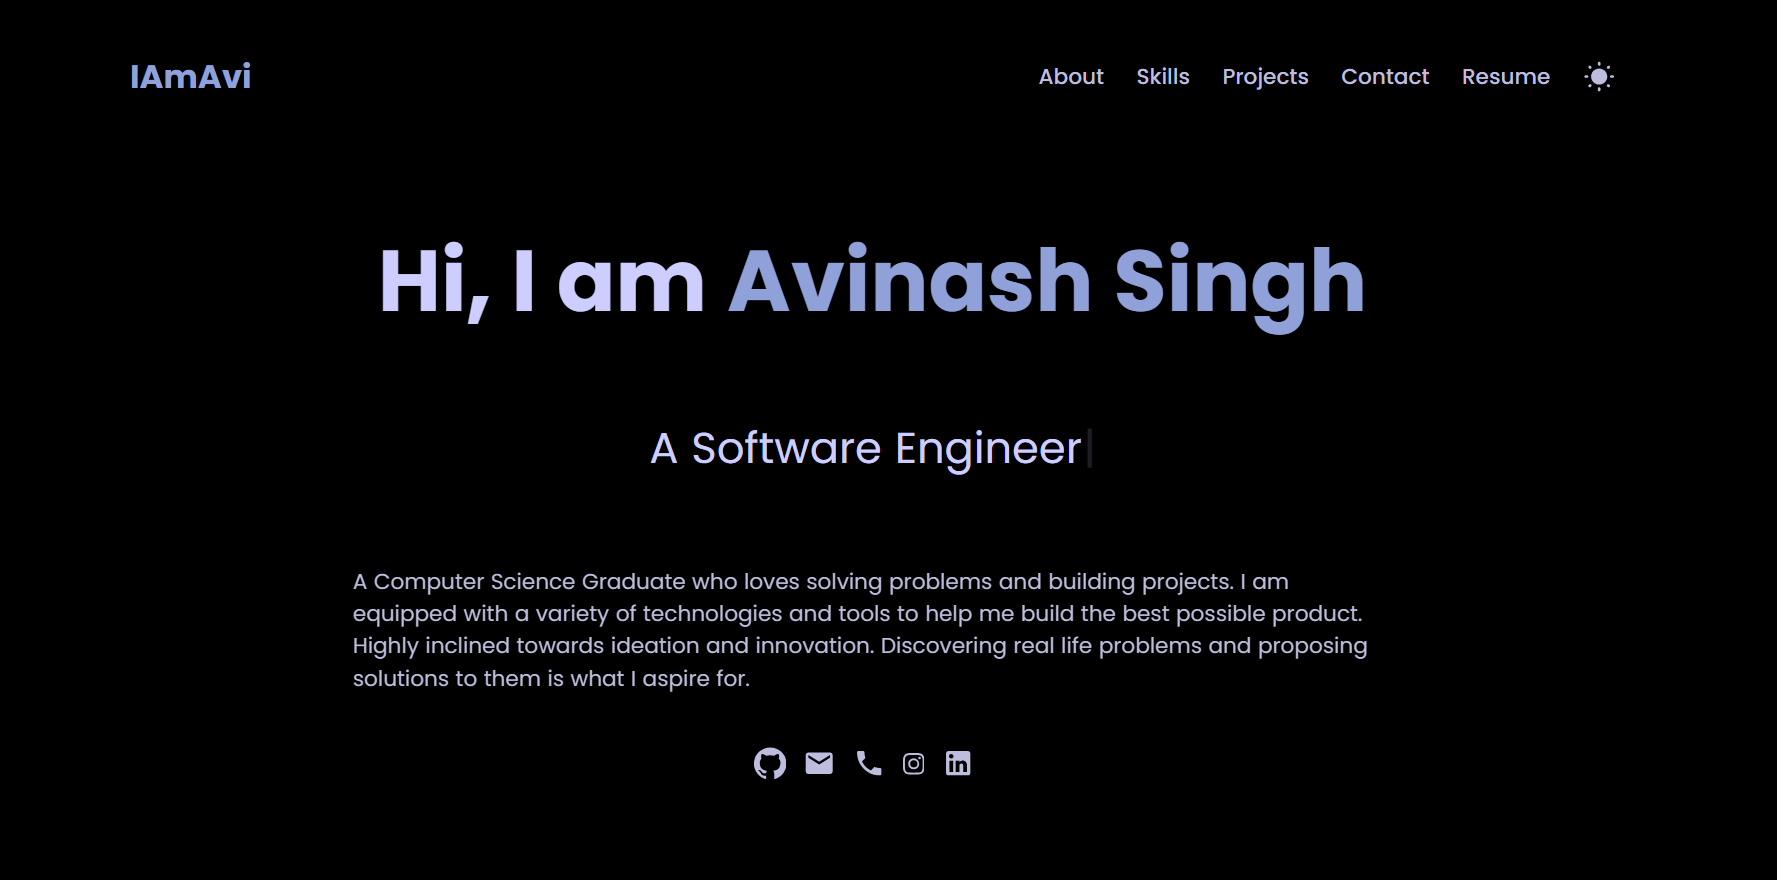 IAmAvi
About Skills Projects Contact Resume
Hi, I am Avinash Singh
A Software Engineer
A Computer Science Graduate who loves solving problems and building projects. I am
equipped with a variety of technologies and tools to help me build the best possible product.
Highly inclined towards ideation and innovation. Discovering real life problems and proposing
solutions to them is what I aspire for.